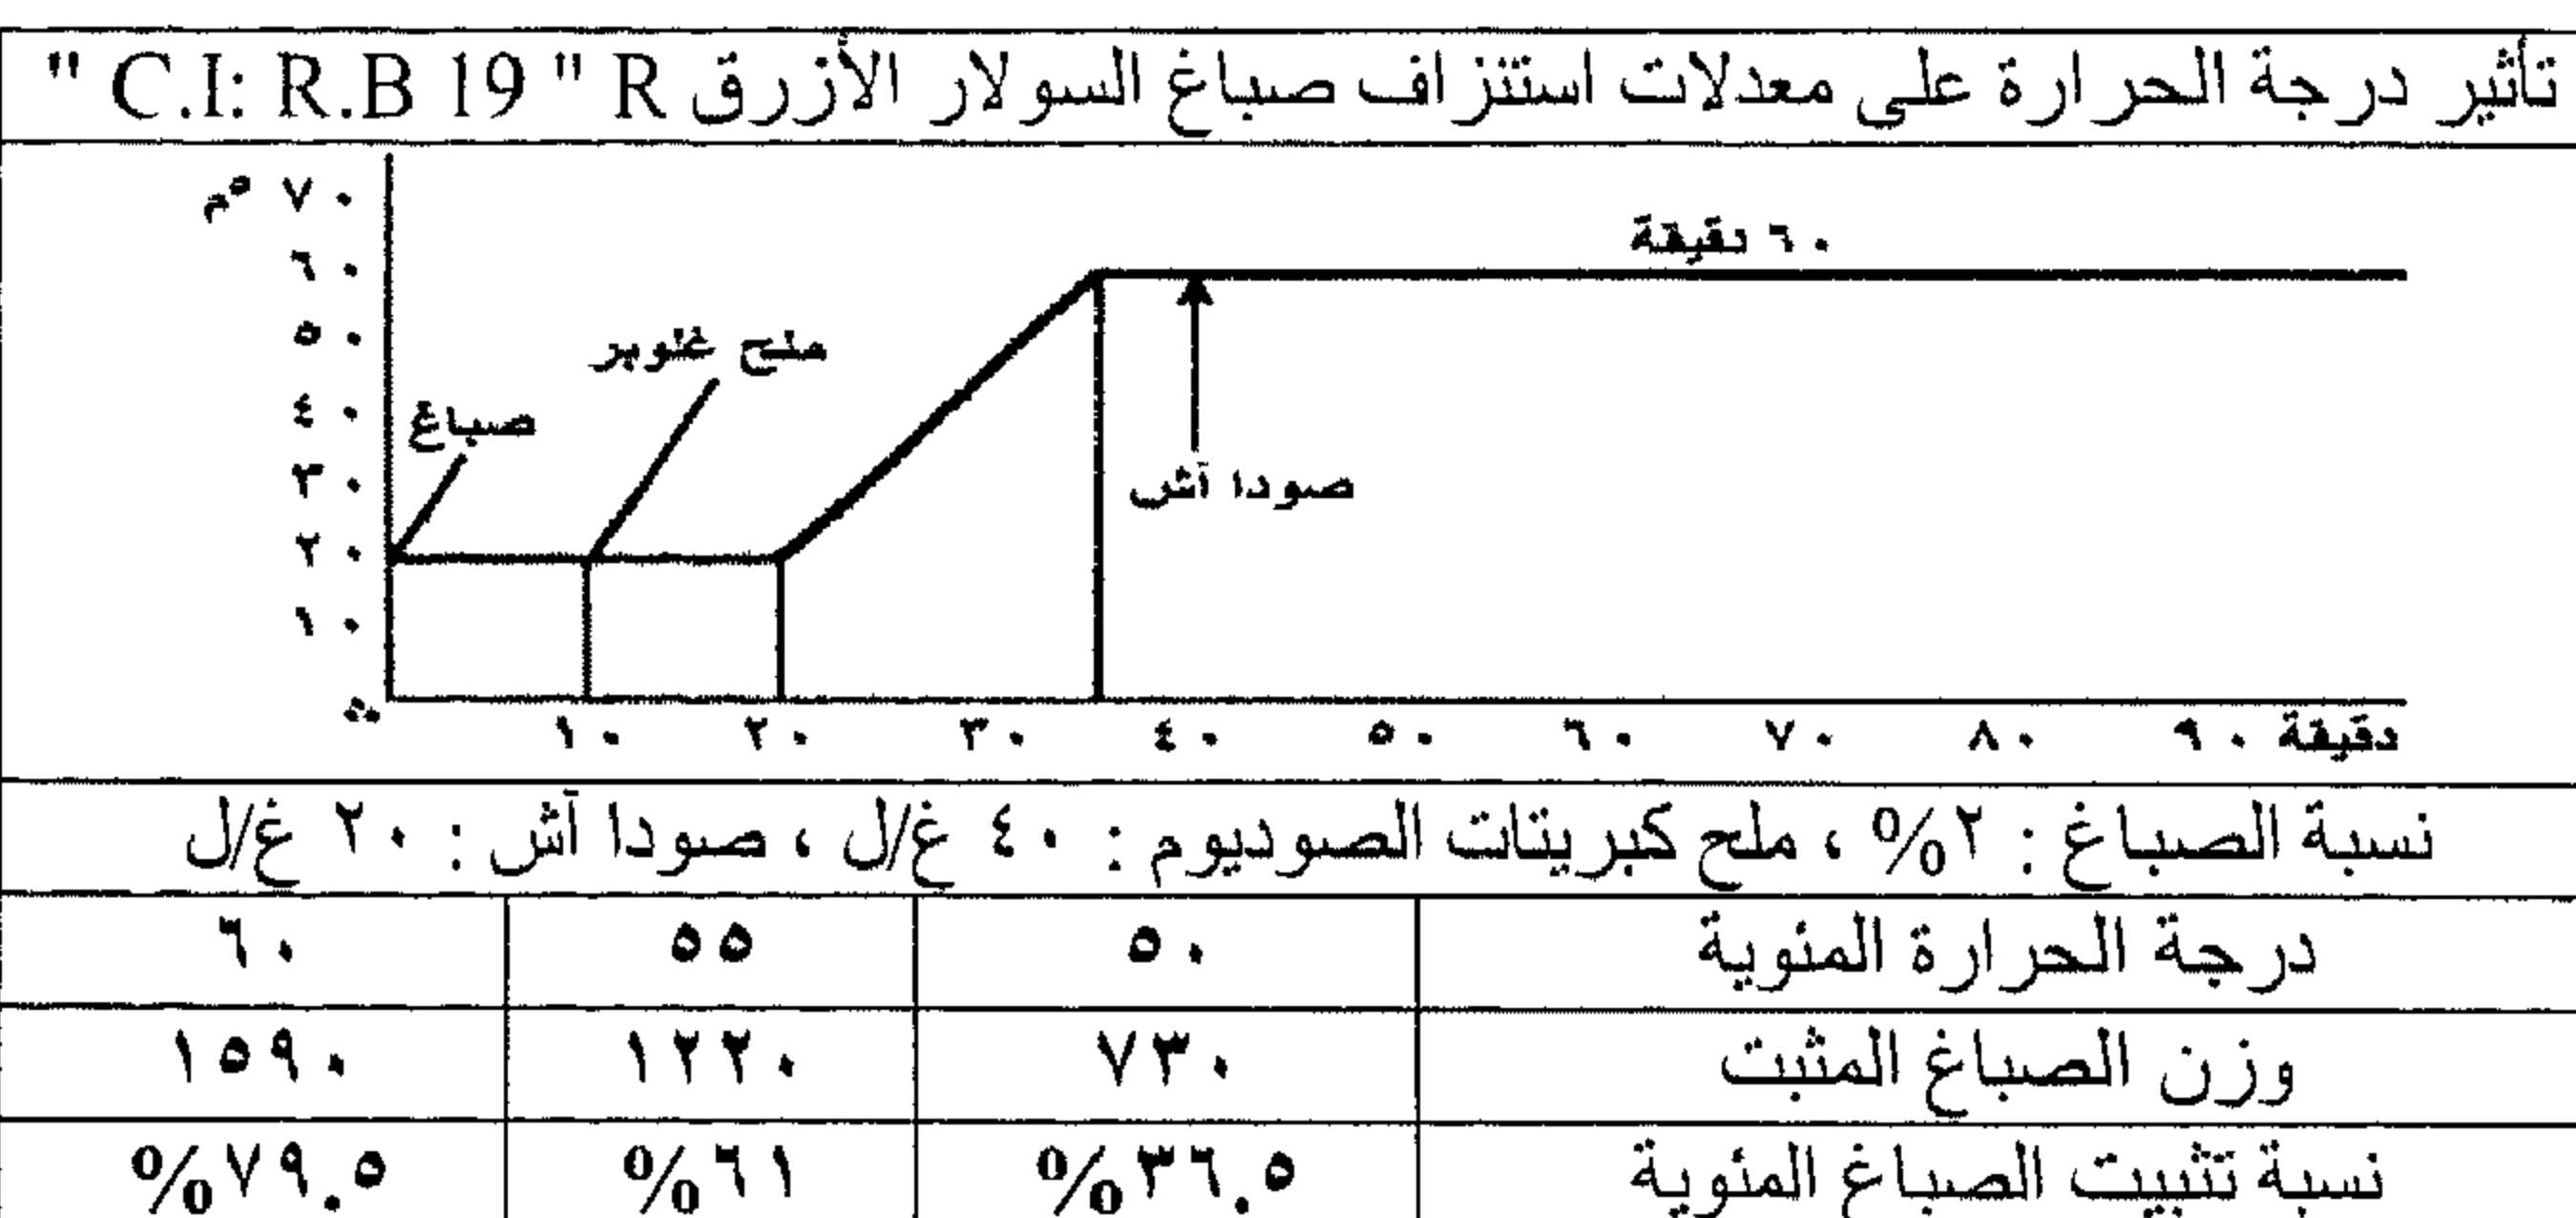 تأثير درجة الحرارة على معدلات استنزاف صباغ السولار الأزرق R " C.I: R.B 19 "
٧٠ °م
٦٠
٥٠
٤٠
٣٠
٢٠
١٠
٦٠ دقيقة
ملح غلوبر
صباغ
صودا آش
١٠ ٢٠ ٣٠ ٤٠ ٥٠ ٦٠ ٧٠ ٨٠ ٩٠ دقيقة
نسبة الصباغ : ٢% ، ملح كبريتات الصوديوم : ٤٠ غ/ل ، صودا آش : ٢٠ غ/ل
درجة الحرارة المئوية ٥٠ ٥٥ ٦٠
وزن الصباغ المثبت ٧٣٠ ١٢٢٠ ١٥٩٠
نسبة تثبيت الصباغ المئوية ٣٦.٥% ٦١% ٧٩.٥%